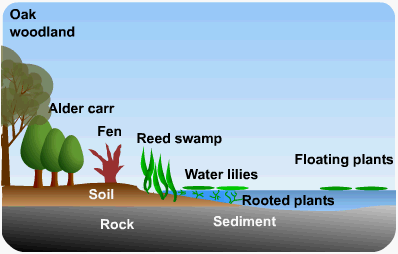 Oak
woodland
Alder carr
Fen
Reed swamp
Water lilies
Floating plants
Soil
Rooted plants
Rock
Sediment